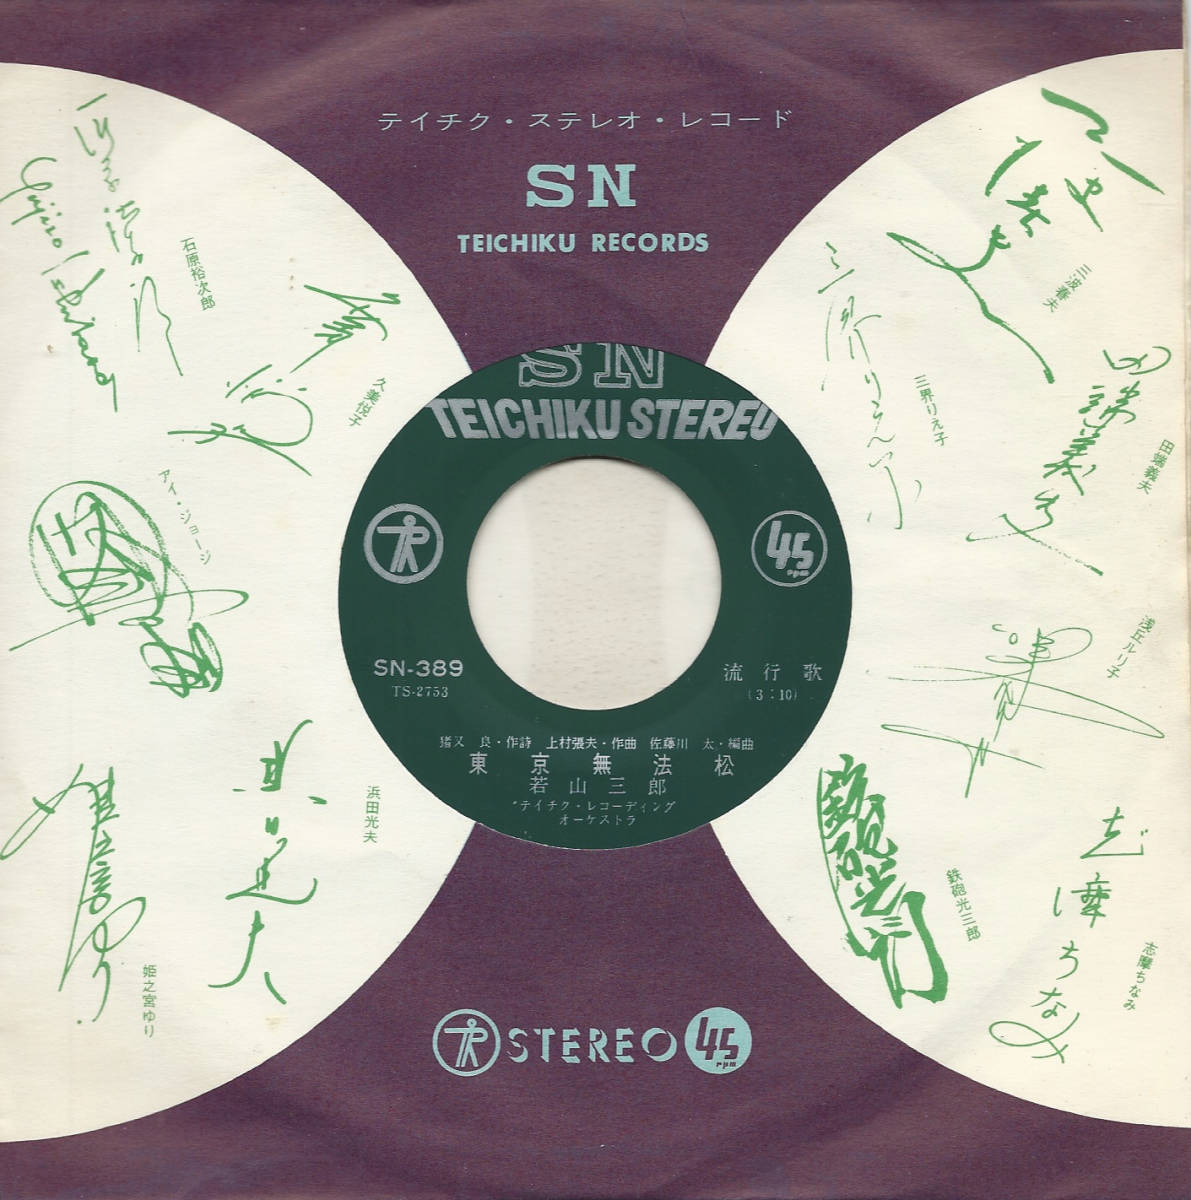 テイチク・ステレオ・レコード
SN
TEICHIKU RECORDS
石原裕次郎
Yujiro Ishihara
久美悦子
アイ・ジョージ
浜田光夫
姫之宮ゆり
三波春夫
三界りえ子
田端義夫
浅丘ルリ子
鉄砲光三郎
志摩ちなみ
SN
TEICHIKU STEREO
45
rpm
SN-389
TS-2753
流行歌
(3:10)
猪又 良・作詩 上村張夫・作曲 佐藤川 太・編曲
東京無法松
若山三郎
テイチク・レコーディング
オーケストラ
STEREO 45
rpm